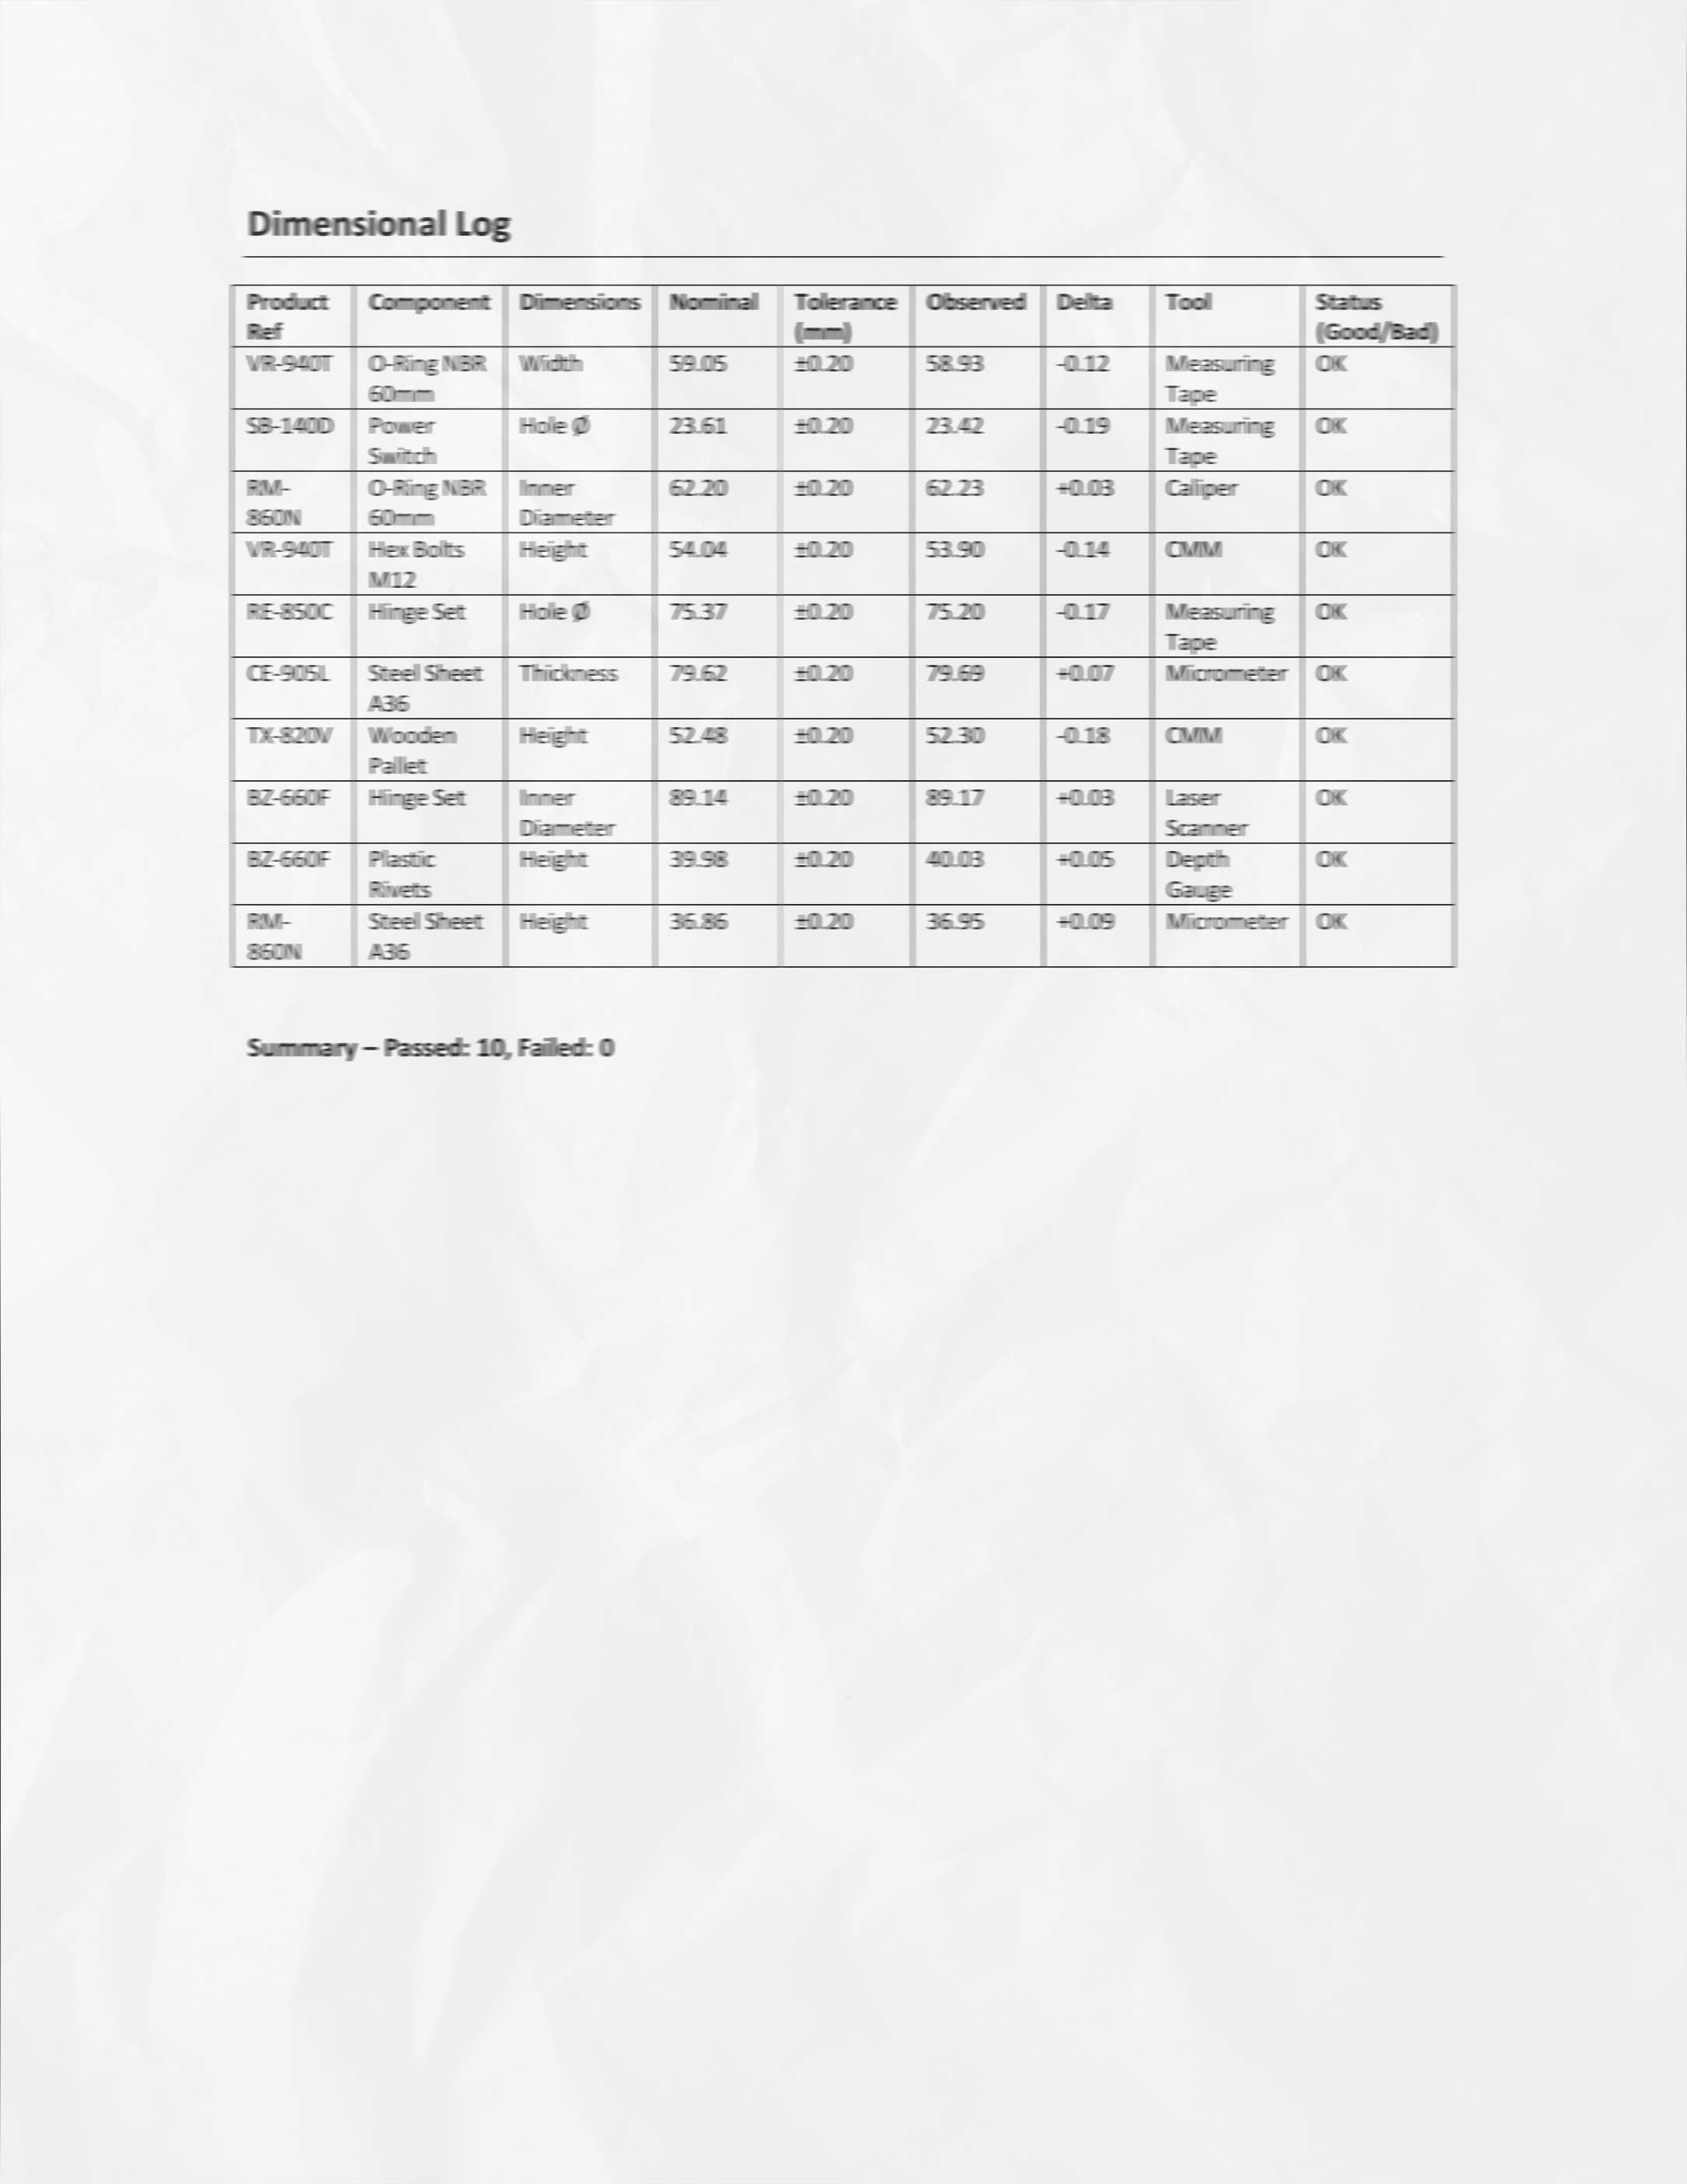 Dimensional Log
Product Ref Component Dimensions Nominal Tolerance (mm) Observed Delta Tool Status (Good/Bad)
VR-940T O-Ring NBR 60mm Width 59.05 ±0.20 58.93 -0.12 Measuring Tape OK
SB-140D Power Switch Hole Ø 23.61 ±0.20 23.42 -0.19 Measuring Tape OK
RM-860N O-Ring NBR 60mm Inner Diameter 62.20 ±0.20 62.23 +0.03 Caliper OK
VR-940T Hex Bolts M12 Height 54.04 ±0.20 53.90 -0.14 CMM OK
RE-850C Hinge Set Hole Ø 75.37 ±0.20 75.20 -0.17 Measuring Tape OK
CE-905L Steel Sheet A36 Thickness 79.62 ±0.20 79.69 +0.07 Micrometer OK
TX-820V Wooden Pallet Height 52.48 ±0.20 52.30 -0.18 CMM OK
BZ-660F Hinge Set Inner Diameter 89.14 ±0.20 89.17 +0.03 Laser Scanner OK
BZ-660F Plastic Rivets Height 39.98 ±0.20 40.03 +0.05 Depth Gauge OK
RM-860N Steel Sheet A36 Height 36.86 ±0.20 36.95 +0.09 Micrometer OK
Summary – Passed: 10, Failed: 0